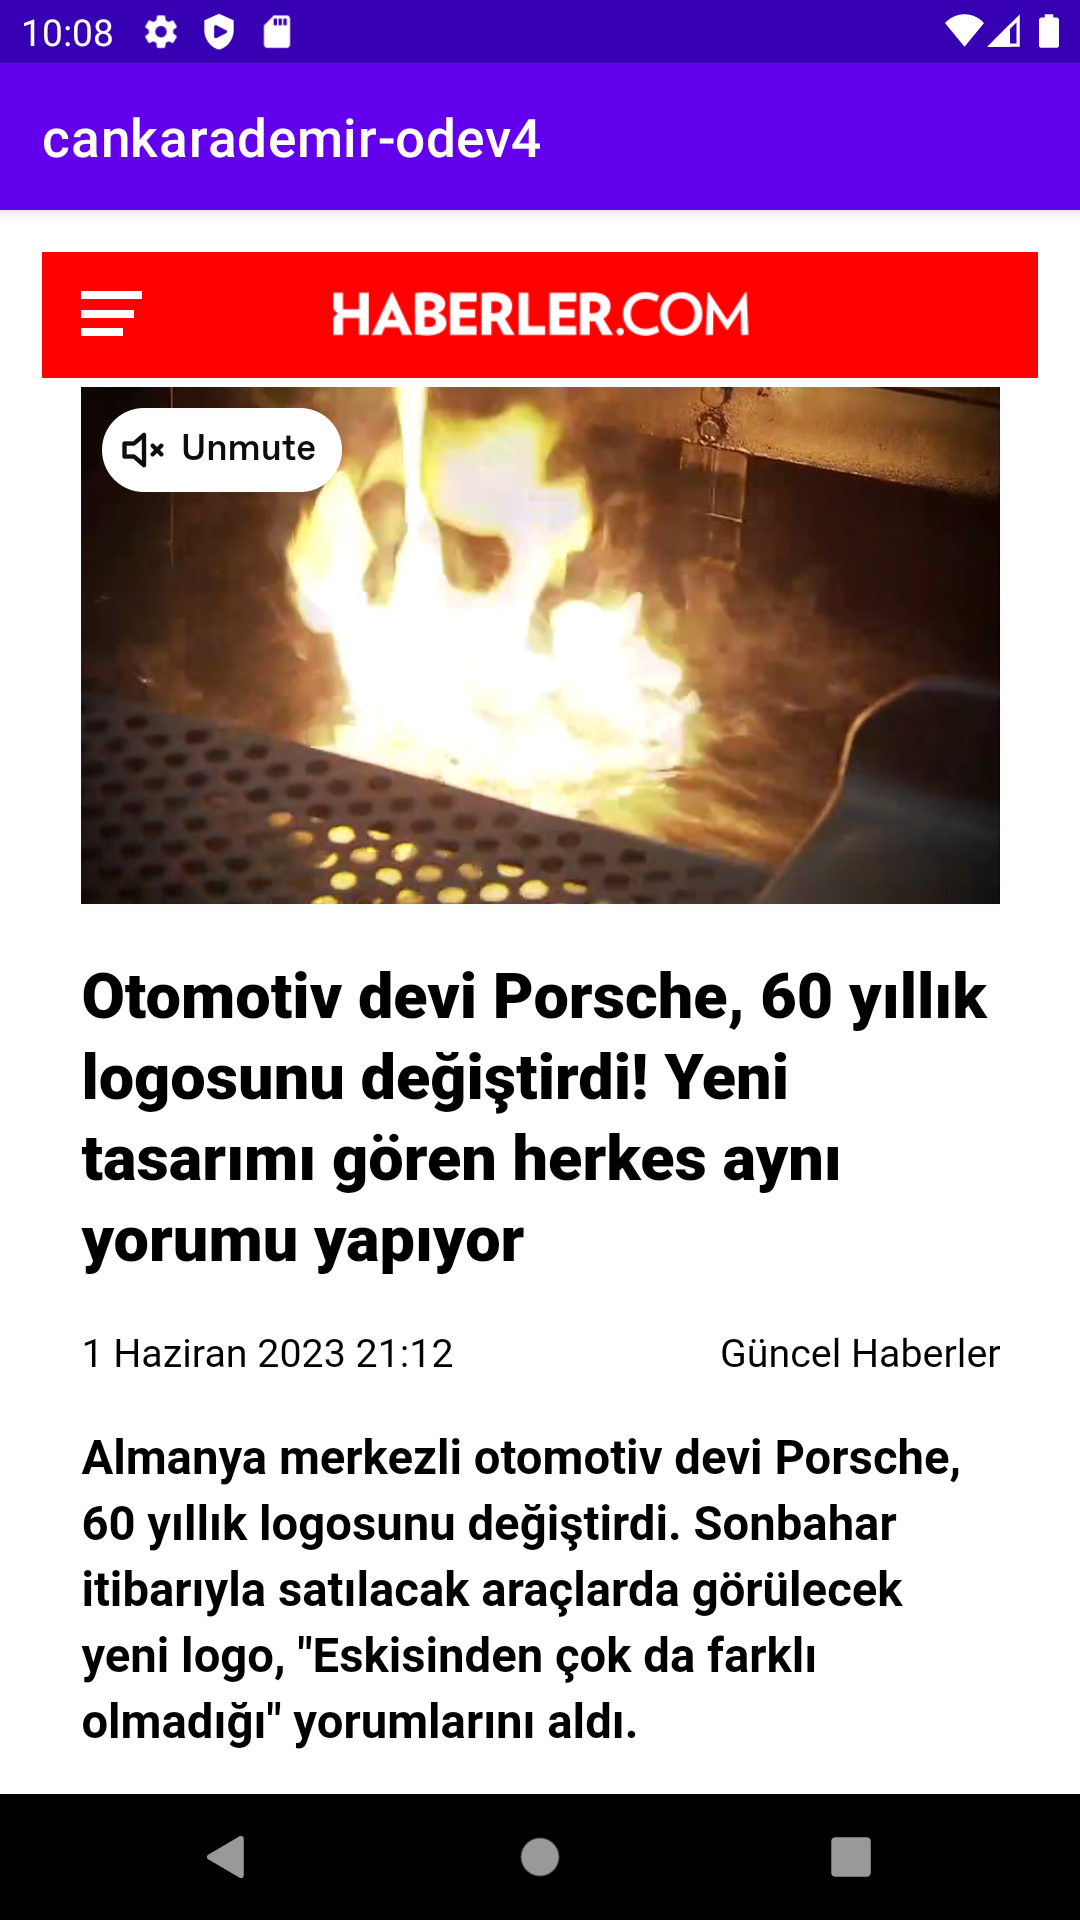 10:08
cankarademir-odev4
HABERLER.COM
Unmute
Otomotiv devi Porsche, 60 yıllık
logosunu değiştirdi! Yeni
tasarımı gören herkes aynı
yorumu yapıyor
1 Haziran 2023 21:12
Güncel Haberler
Almanya merkezli otomotiv devi Porsche,
60 yıllık logosunu değiştirdi. Sonbahar
itibarıyla satılacak araçlarda görülecek
yeni logo, "Eskisinden çok da farklı
olmadığı" yorumlarını aldı.